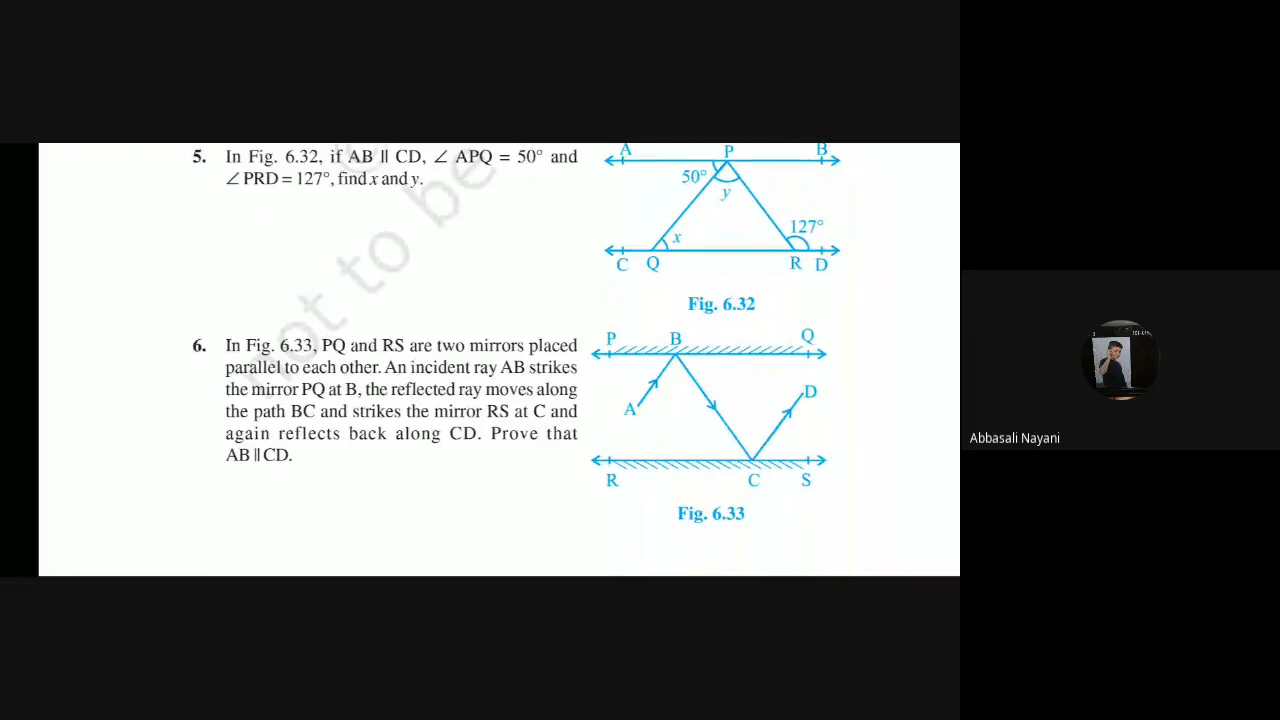 5. In Fig. 6.32, if AB || CD, ∠ APQ = 50° and
∠ PRD = 127°, find x and y.
A P B
50°
y
x
127°
C Q R D
Fig. 6.32
6. In Fig. 6.33, PQ and RS are two mirrors placed
parallel to each other. An incident ray AB strikes
the mirror PQ at B, the reflected ray moves along
the path BC and strikes the mirror RS at C and
again reflects back along CD. Prove that
AB || CD.
P B Q
A
D
R C S
Fig. 6.33
not to be
Abbasali Nayani